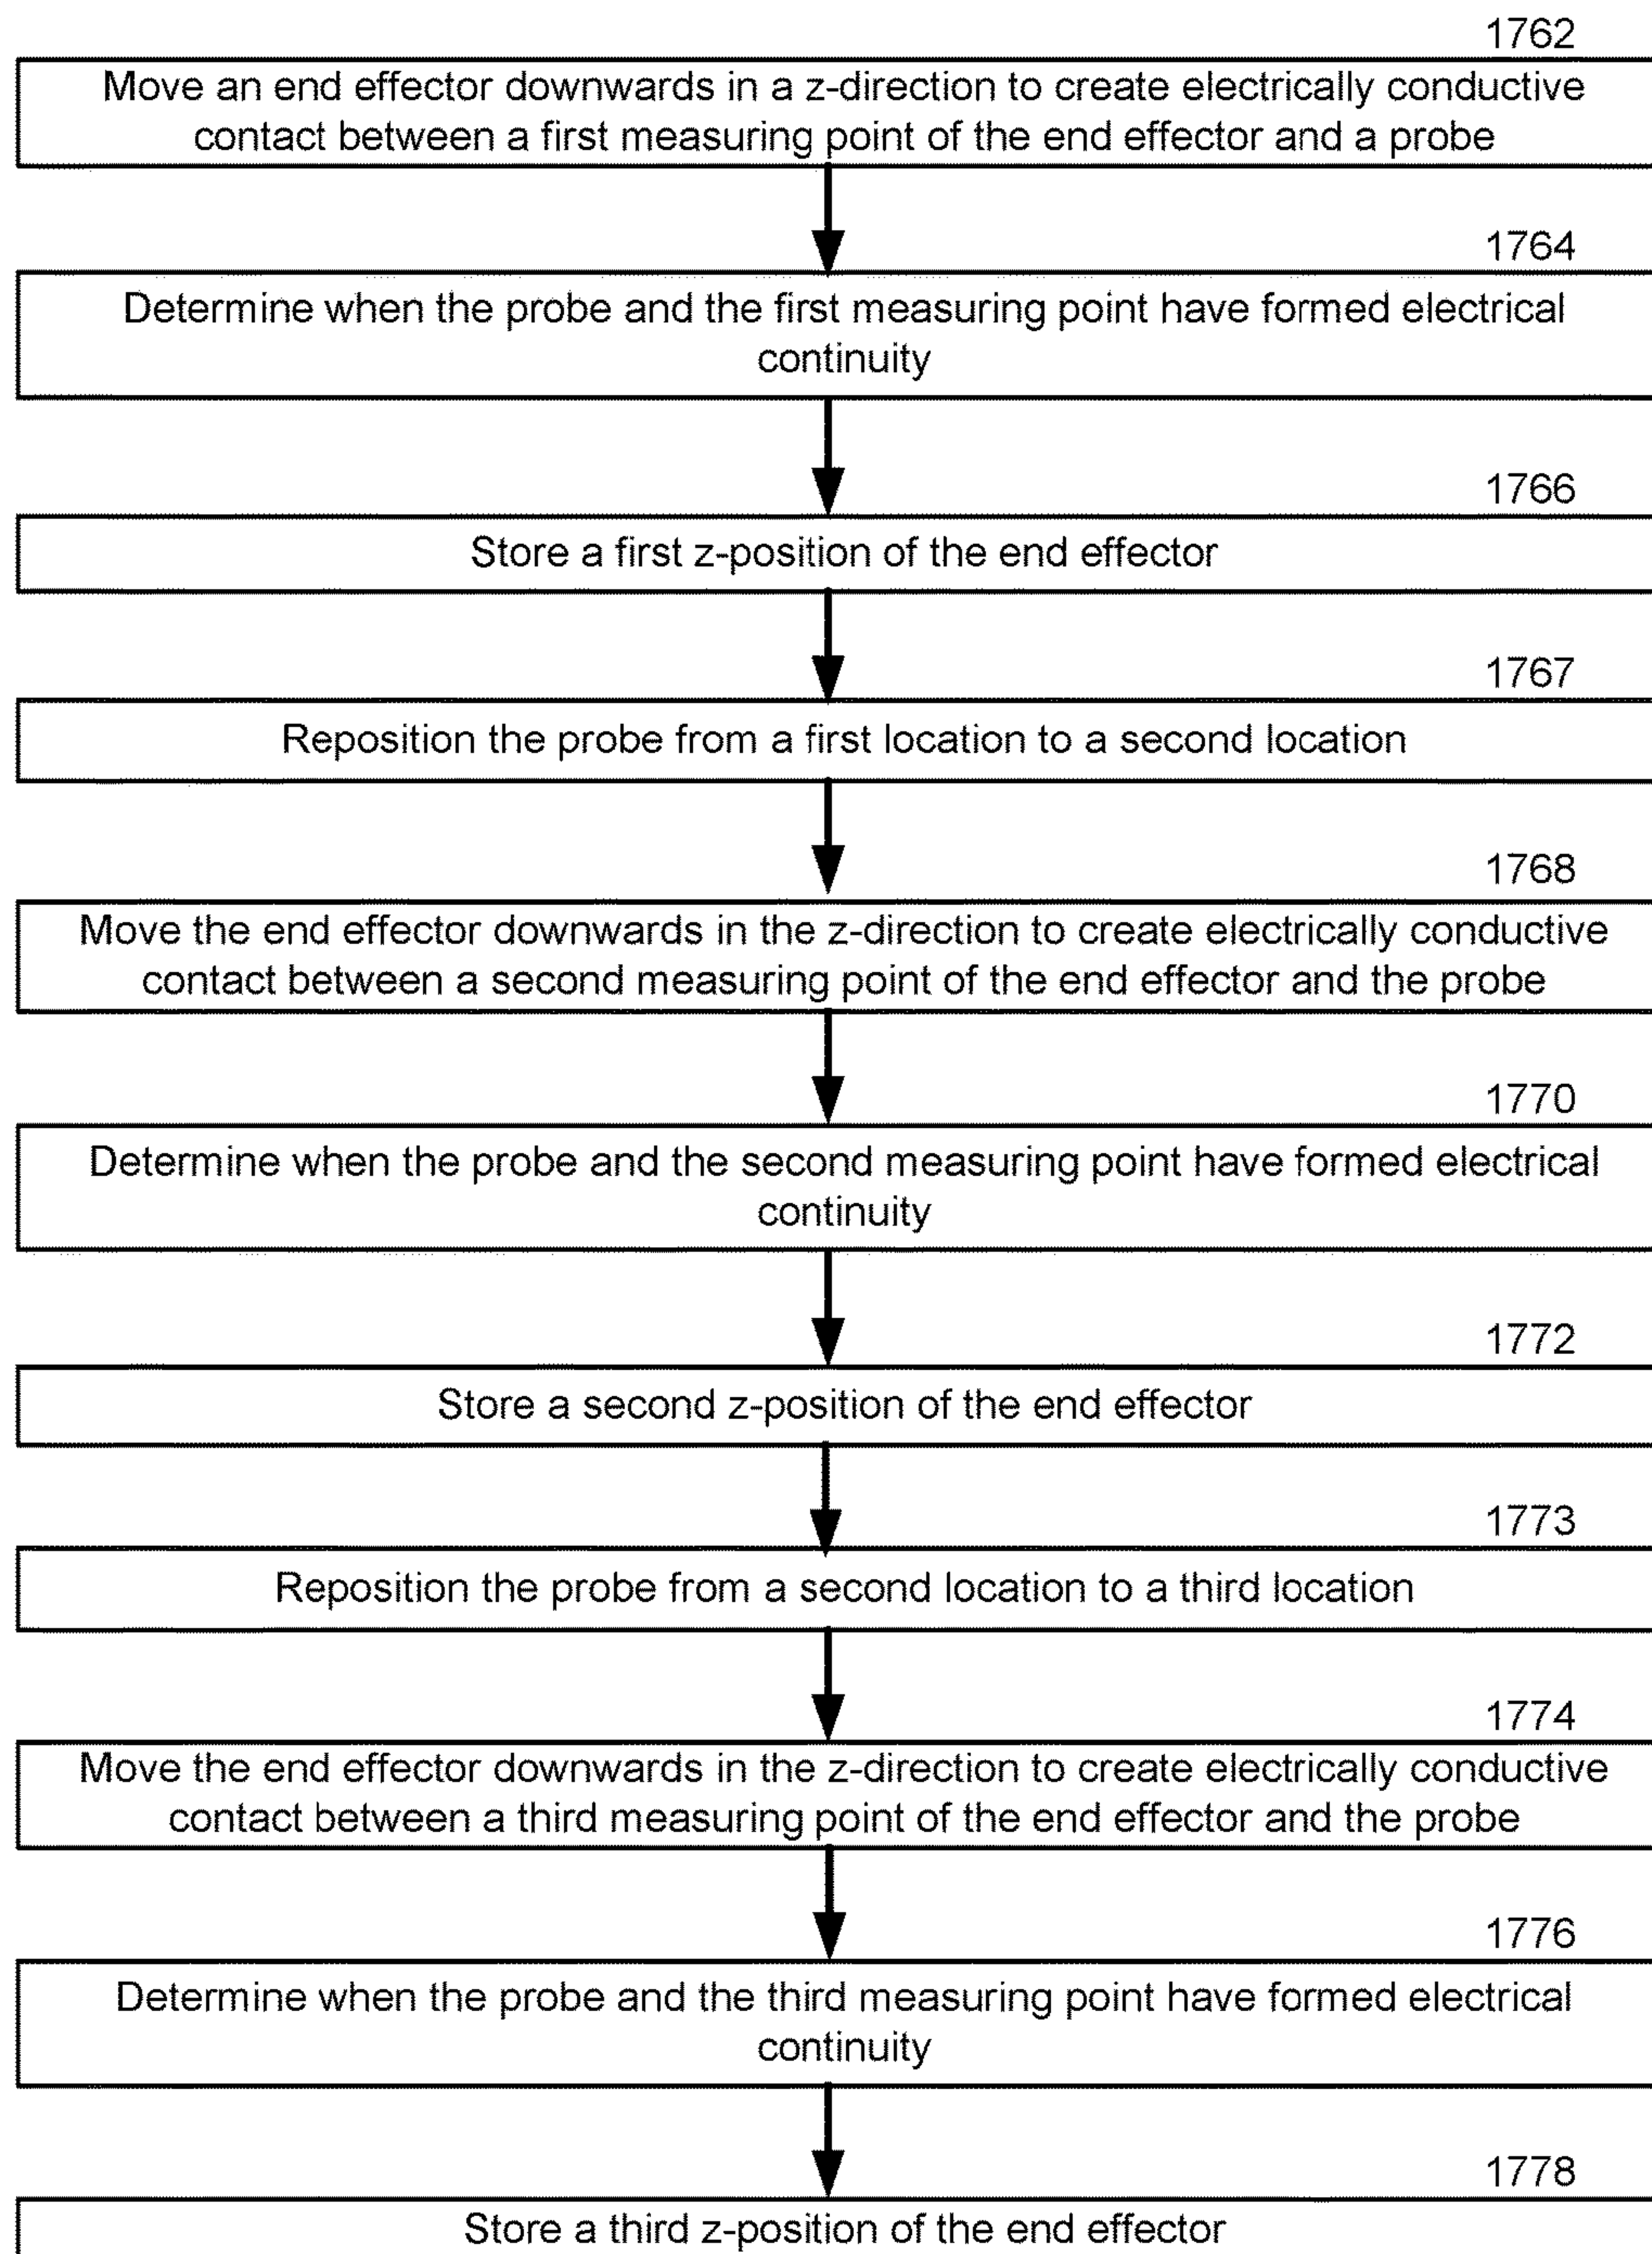 1762
Move an end effector downwards in a z-direction to create electrically conductive
contact between a first measuring point of the end effector and a probe
1764
Determine when the probe and the first measuring point have formed electrical
continuity
1766
Store a first z-position of the end effector
1767
Reposition the probe from a first location to a second location
1768
Move the end effector downwards in the z-direction to create electrically conductive
contact between a second measuring point of the end effector and the probe
1770
Determine when the probe and the second measuring point have formed electrical
continuity
1772
Store a second z-position of the end effector
1773
Reposition the probe from a second location to a third location
1774
Move the end effector downwards in the z-direction to create electrically conductive
contact between a third measuring point of the end effector and the probe
1776
Determine when the probe and the third measuring point have formed electrical
continuity
1778
Store a third z-position of the end effector